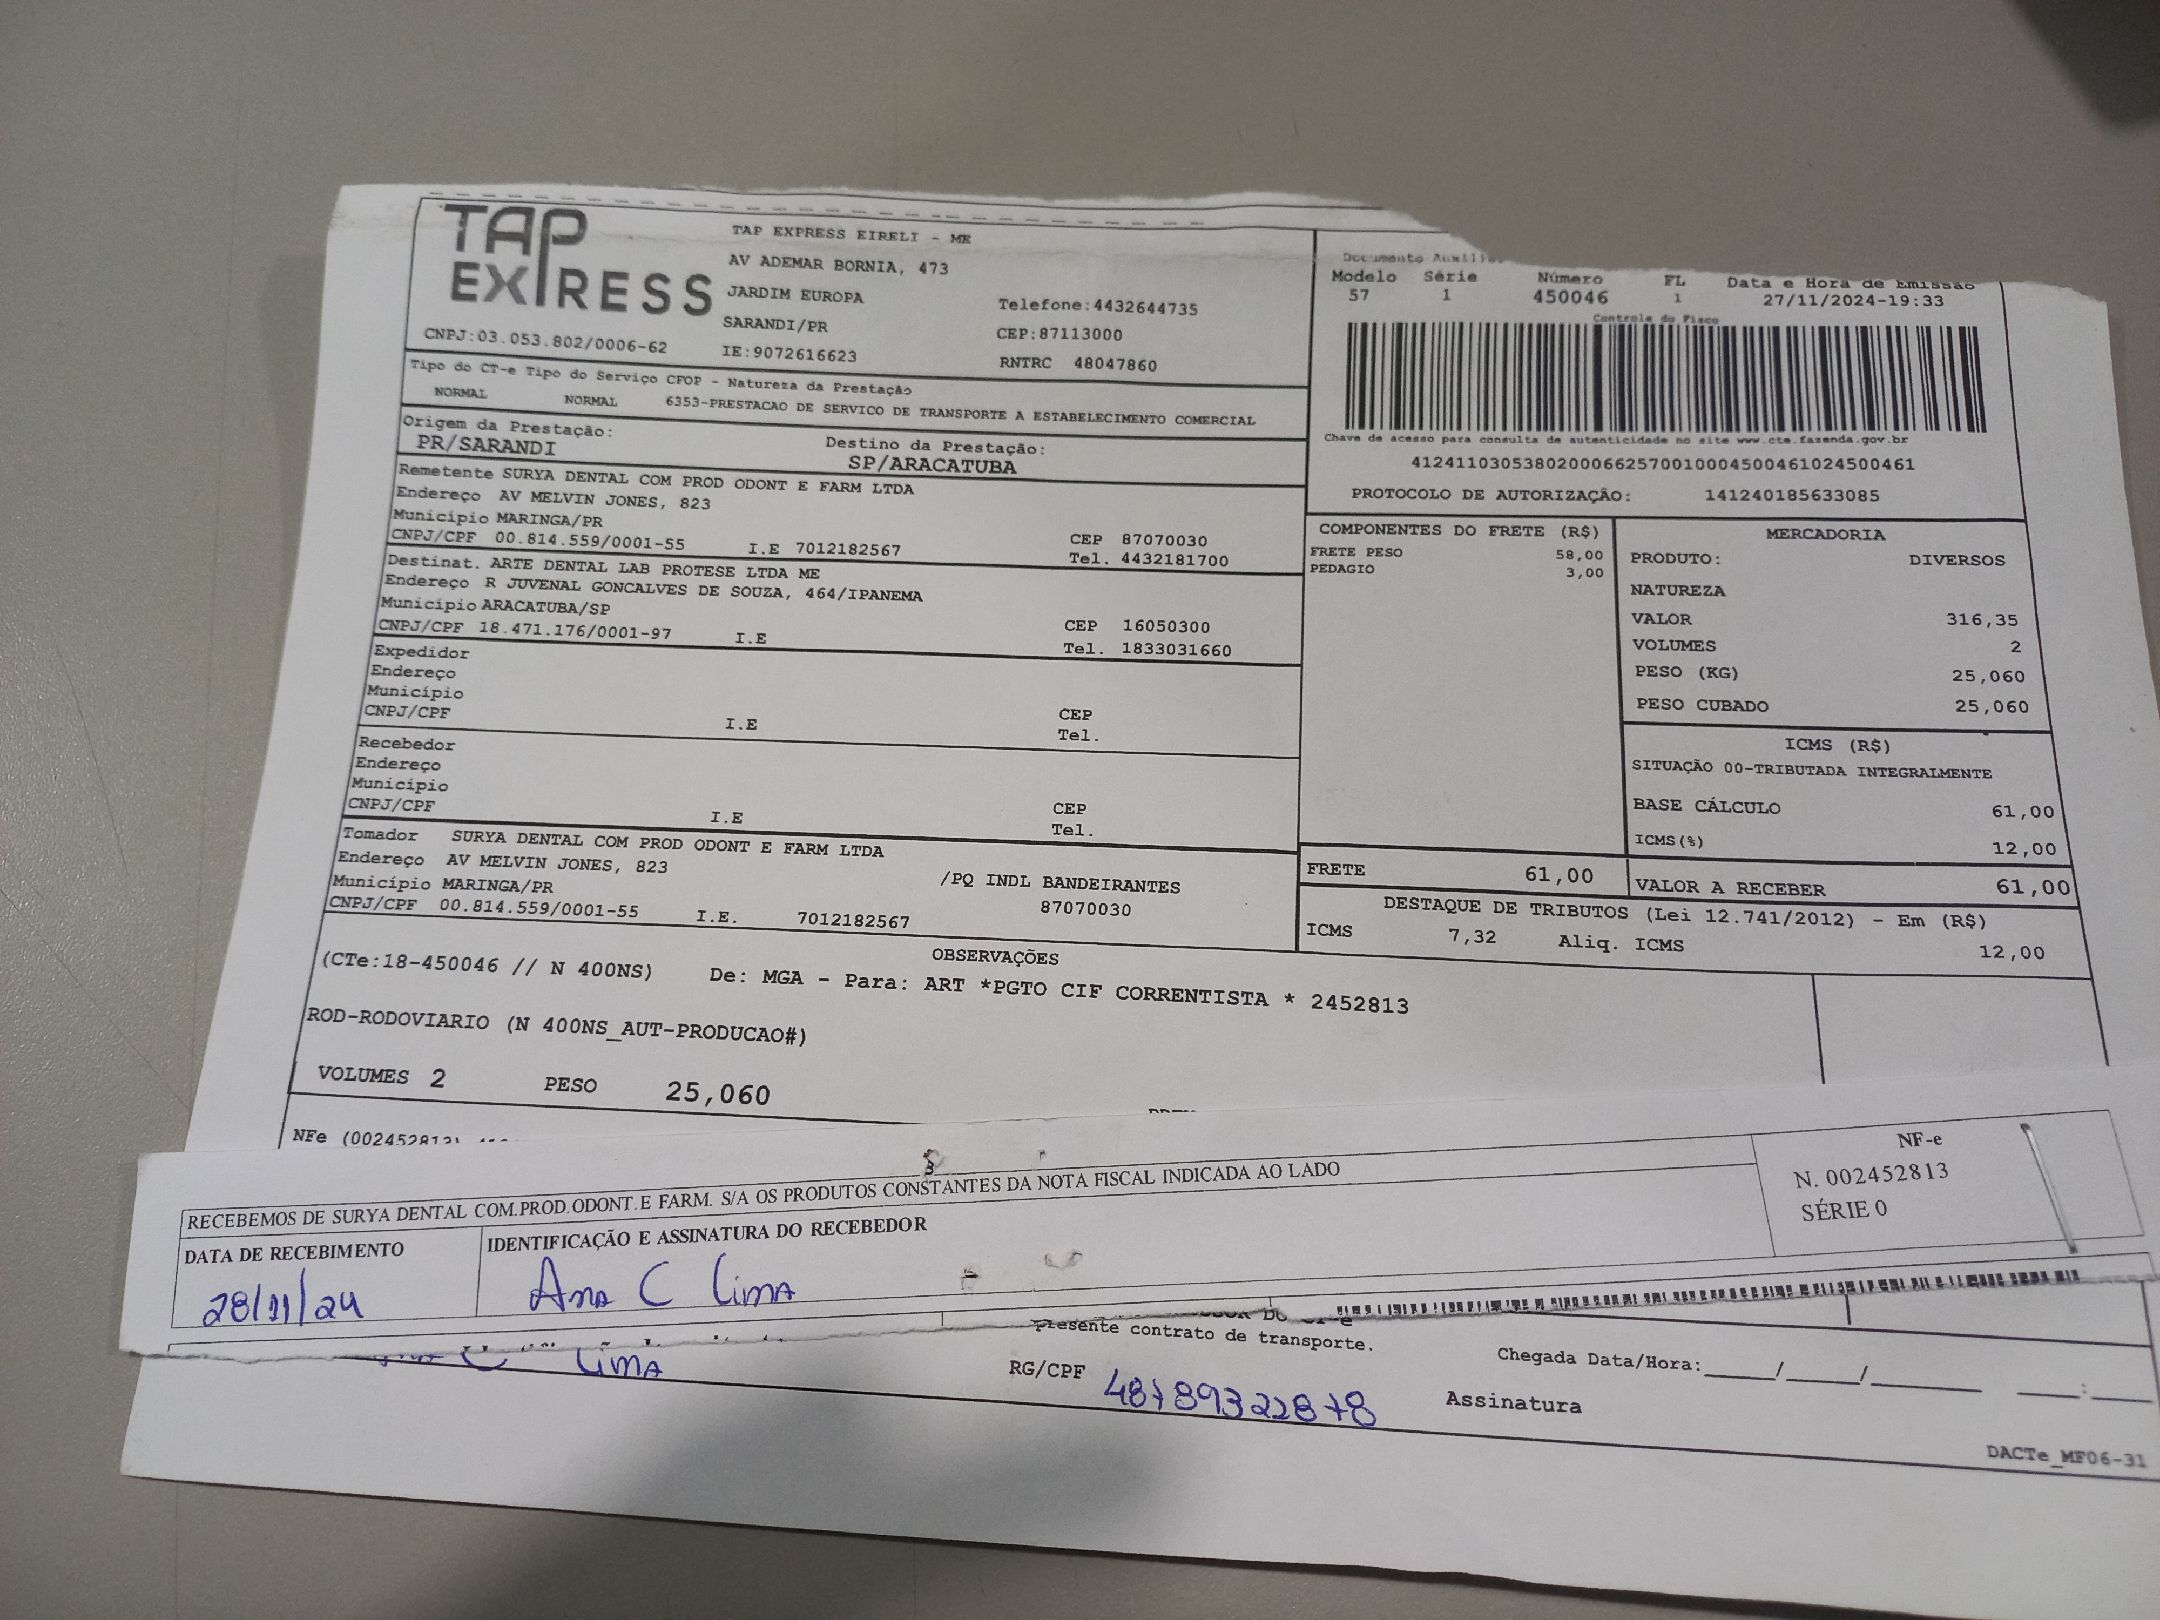 TAP EXPRESS
TAP EXPRESS EIRELI - ME
AV ADEMAR BORNIA, 473
JARDIM EUROPA
SARANDI/PR
IE:9072616623
Telefone:4432644735
CEP:87113000
RNTRC 48047860
CNPJ:03.053.802/0006-62
Documento
Modelo Série Número FL Data e Hora de Emissão
57 1 450046 1 27/11/2024-19:33
Controle do Fisco
Chave de acesso para consulta de autenticidade no site www.cte.fazenda.gov.br
41241103053802000662570010004500461024500461
PROTOCOLO DE AUTORIZAÇÃO: 141240185633085
Tipo do CT-e Tipo do Serviço CFOP - Natureza da Prestação
NORMAL NORMAL 6353-PRESTACAO DE SERVICO DE TRANSPORTE A ESTABELECIMENTO COMERCIAL
Origem da Prestação: Destino da Prestação:
PR/SARANDI SP/ARACATUBA
Remetente SURYA DENTAL COM PROD ODONT E FARM LTDA
Endereço AV MELVIN JONES, 823
Município MARINGA/PR CEP 87070030
CNPJ/CPF 00.814.559/0001-55 I.E 7012182567 Tel. 4432181700
Destinat. ARTE DENTAL LAB PROTESE LTDA ME
Endereço R JUVENAL GONCALVES DE SOUZA, 464/IPANEMA
Município ARACATUBA/SP CEP 16050300
CNPJ/CPF 18.471.176/0001-97 I.E Tel. 1833031660
Expedidor
Endereço
Município CEP
CNPJ/CPF I.E Tel.
Recebedor
Endereço
Município CEP
CNPJ/CPF I.E Tel.
Tomador SURYA DENTAL COM PROD ODONT E FARM LTDA
Endereço AV MELVIN JONES, 823 /PQ INDL BANDEIRANTES
Município MARINGA/PR 87070030
CNPJ/CPF 00.814.559/0001-55 I.E. 7012182567
COMPONENTES DO FRETE (R$)
FRETE PESO 58,00
PEDAGIO 3,00
MERCADORIA
PRODUTO: DIVERSOS
NATUREZA
VALOR 316,35
VOLUMES 2
PESO (KG) 25,060
PESO CUBADO 25,060
ICMS (R$)
SITUAÇÃO 00-TRIBUTADA INTEGRALMENTE
BASE CÁLCULO 61,00
ICMS(%) 12,00
FRETE 61,00 VALOR A RECEBER 61,00
DESTAQUE DE TRIBUTOS (Lei 12.741/2012) - Em (R$)
ICMS 7,32 Aliq. ICMS 12,00
OBSERVAÇÕES
(CTe:18-450046 // N 400NS) De: MGA - Para: ART *PGTO CIF CORRENTISTA * 2452813
ROD-RODOVIARIO (N 400NS_AUT-PRODUCAO#)
VOLUMES 2 PESO 25,060
NFe (002452813)
RECEBEMOS DE SURYA DENTAL COM.PROD.ODONT.E FARM. S/A OS PRODUTOS CONSTANTES DA NOTA FISCAL INDICADA AO LADO
NF-e
N. 002452813
SÉRIE 0
DATA DE RECEBIMENTO IDENTIFICAÇÃO E ASSINATURA DO RECEBEDOR
28/11/24 Ana C Lima
presente contrato de transporte.
C Lima RG/CPF 48789322878
Chegada Data/Hora:_____/_____/_______ ____:____
Assinatura
DACTe_MF06-31